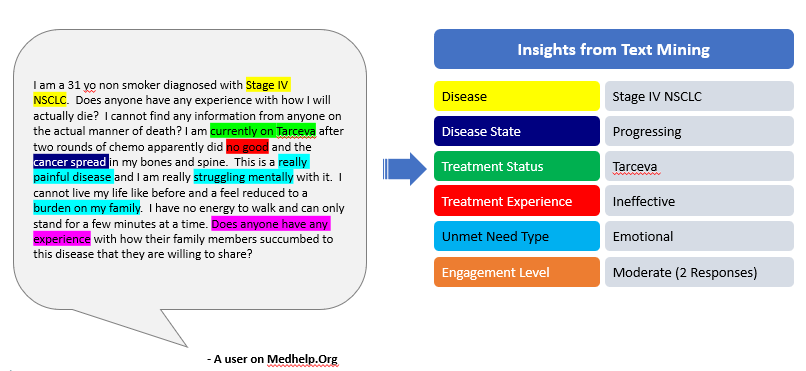 I am a 31 yo non smoker diagnosed with Stage IV
NSCLC. Does anyone have any experience with how I will
actually die? I cannot find any information from anyone on
the actual manner of death? I am currently on Tarceva after
two rounds of chemo apparently did no good and the
cancer spread in my bones and spine. This is a really
painful disease and I am really struggling mentally with it. I
cannot live my life like before and a feel reduced to a
burden on my family. I have no energy to walk and can only
stand for a few minutes at a time. Does anyone have any
experience with how their family members succumbed to
this disease that they are willing to share?
- A user on Medhelp.Org
Insights from Text Mining
Disease Stage IV NSCLC
Disease State Progressing
Treatment Status Tarceva
Treatment Experience Ineffective
Unmet Need Type Emotional
Engagement Level Moderate (2 Responses)